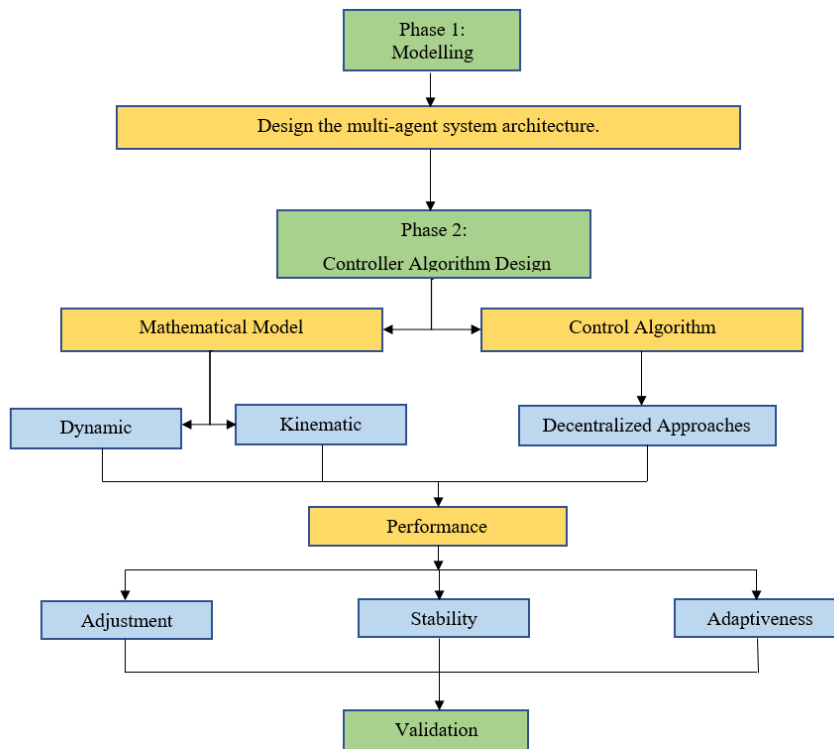 Phase 1:
Modelling
Design the multi-agent system architecture.
Phase 2:
Controller Algorithm Design
Mathematical Model
Control Algorithm
Dynamic
Kinematic
Decentralized Approaches
Performance
Adjustment
Stability
Adaptiveness
Validation